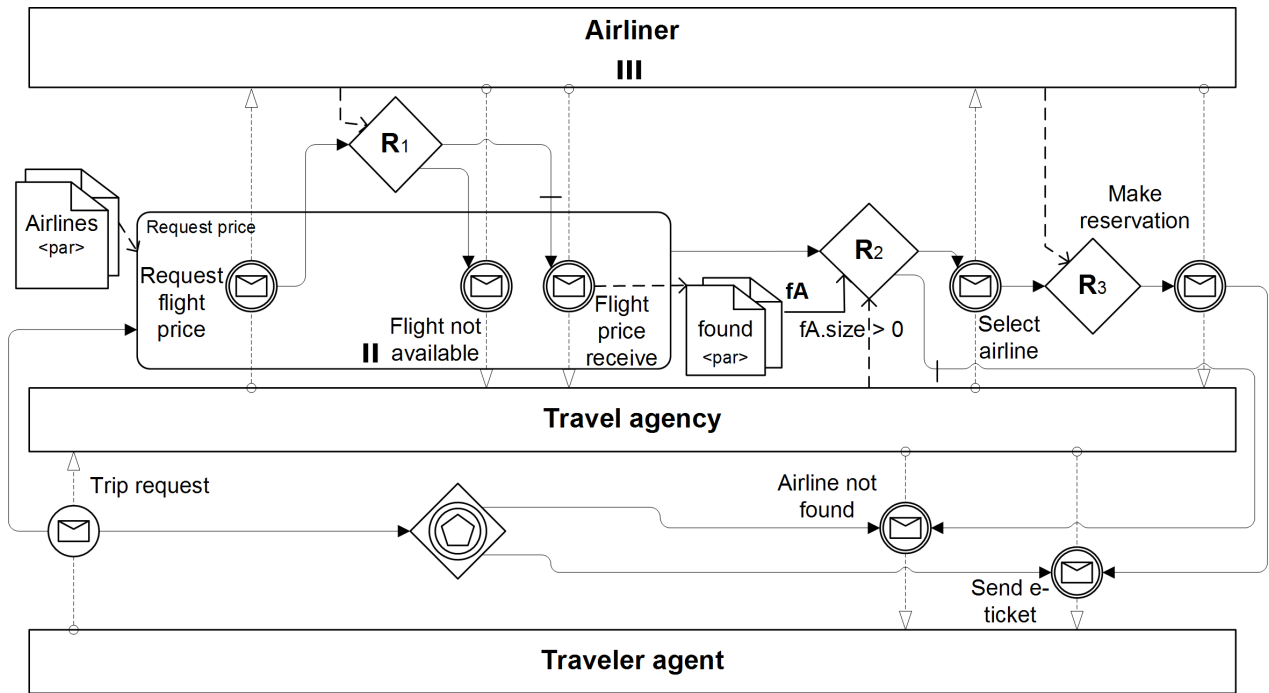 Airliner
R1
Airlines
<par>
Request price
Request
flight
price
Flight not
available
Flight
price
receive
found
<par>
fA
fA.size > 0
R2
Select
airline
R3
Make
reservation
Travel agency
Trip request
Airline not
found
Send e-
ticket
Traveler agent